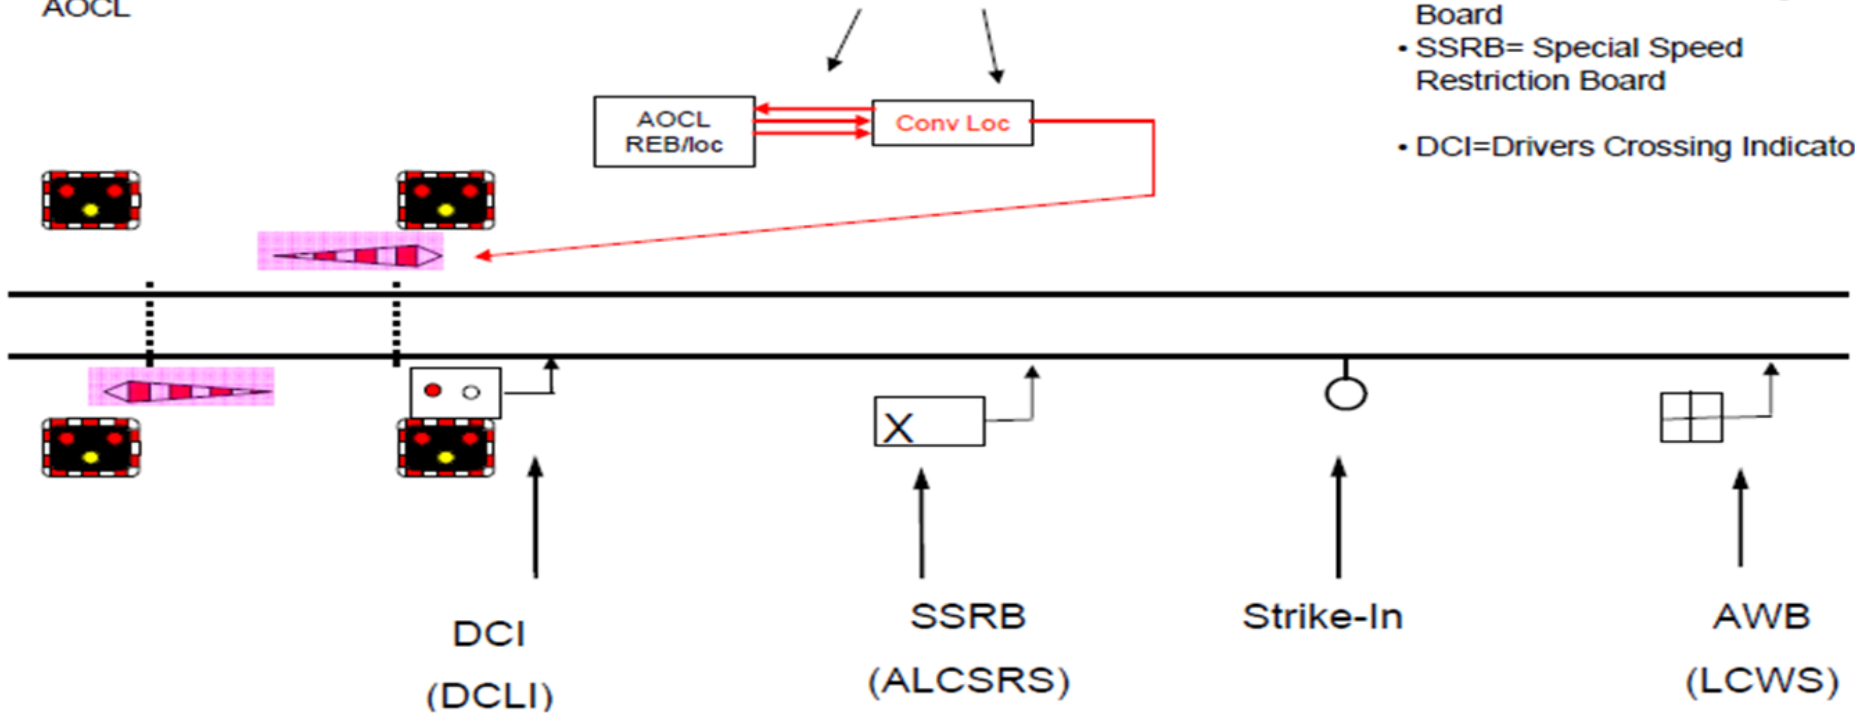 AOCL
Board
• SSRB= Special Speed
Restriction Board
• DCI=Drivers Crossing Indicato
AOCL
REB/loc
Conv Loc
X
DCI
(DCLI)
SSRB
(ALCSRS)
Strike-In
AWB
(LCWS)